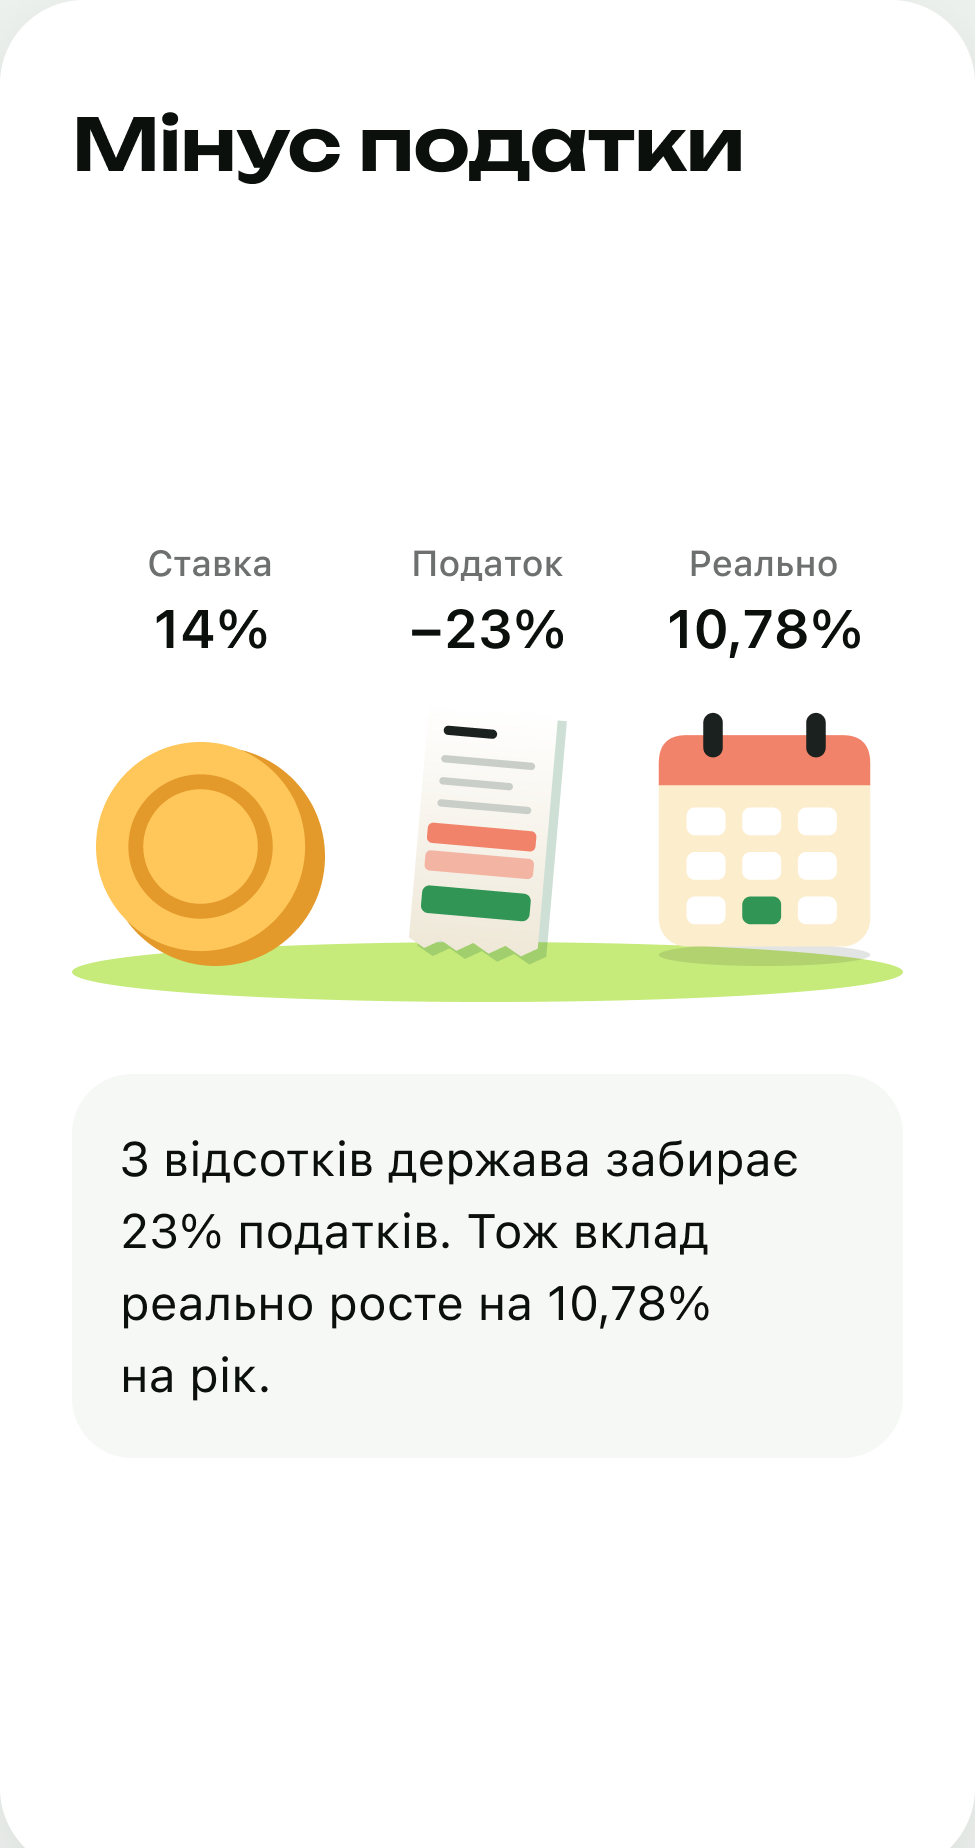 Мінус податки
Ставка
Податок
Реально
14%
–23%
10,78%
З відсотків держава забирає
23% податків. Тож вклад
реально росте на 10,78%
на рік.